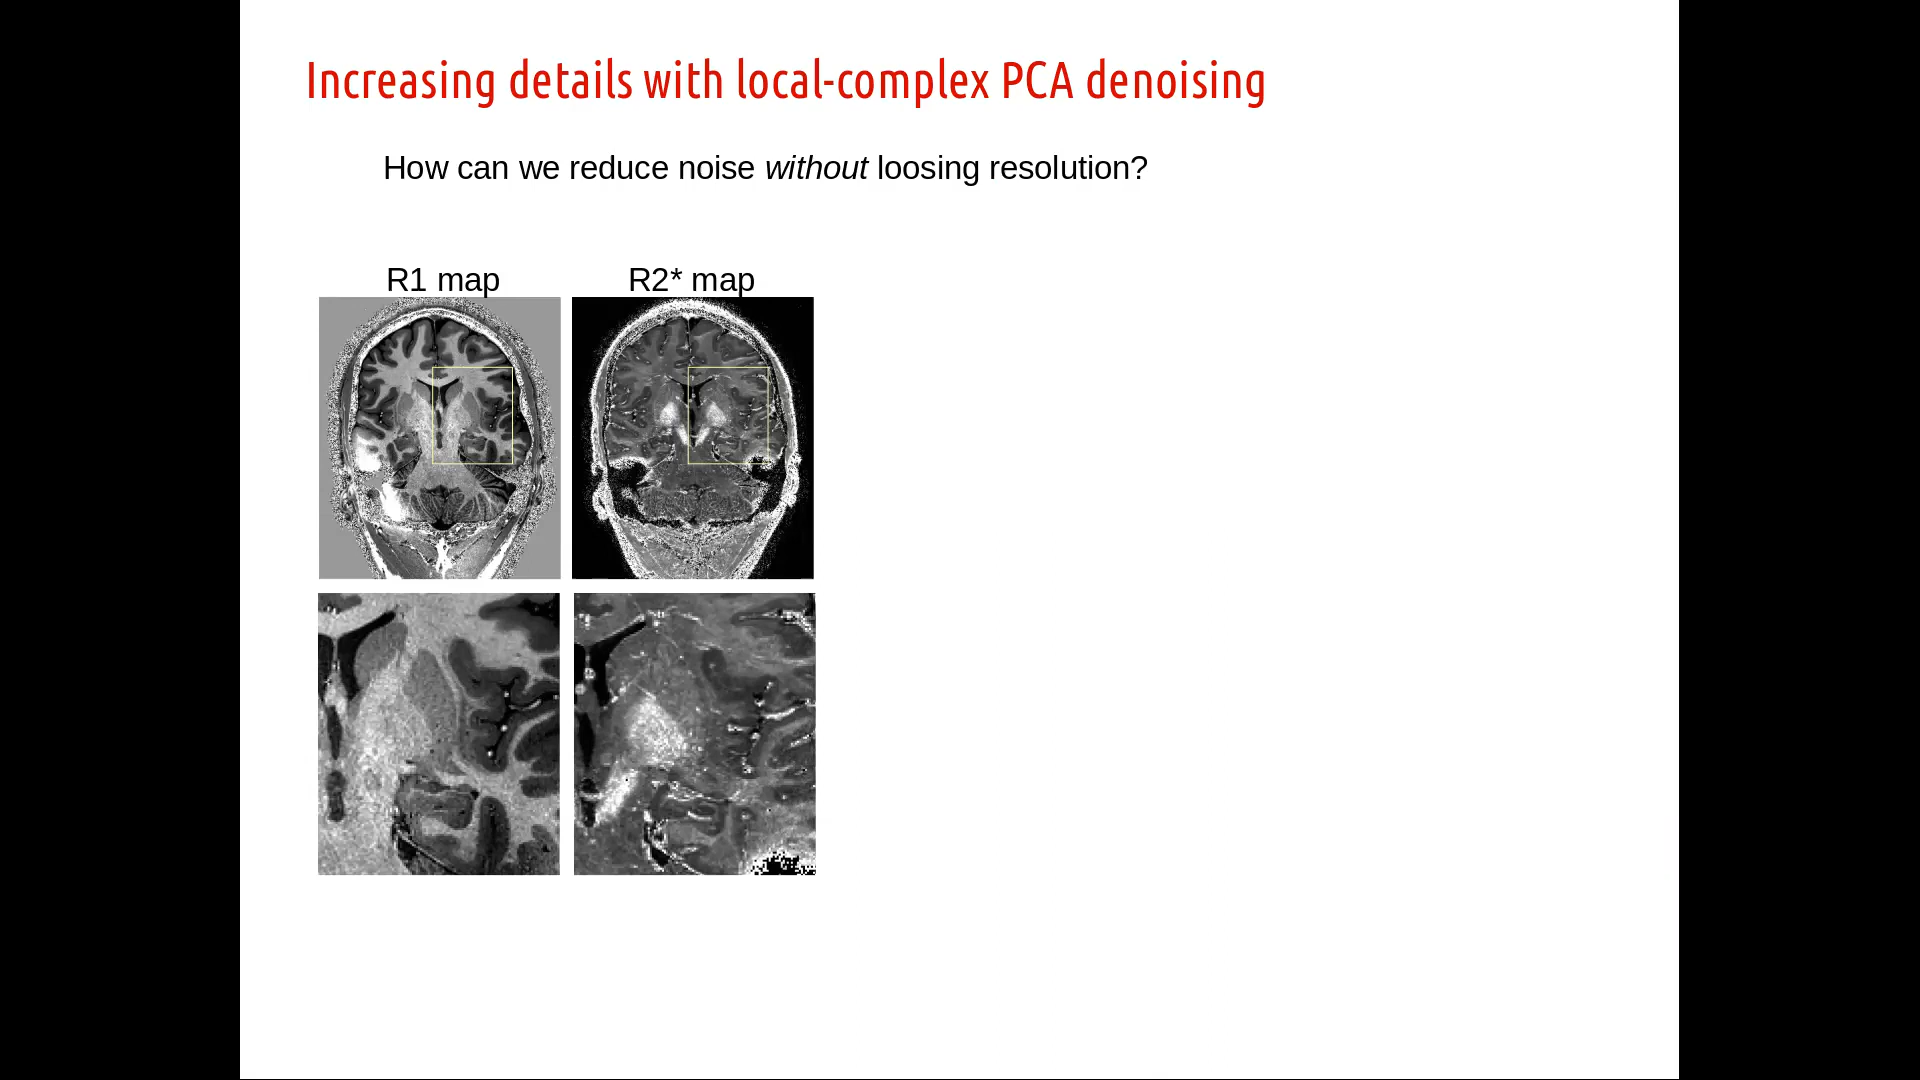 Increasing details with local-complex PCA denoising
How can we reduce noise without loosing resolution?
R1 map
R2* map